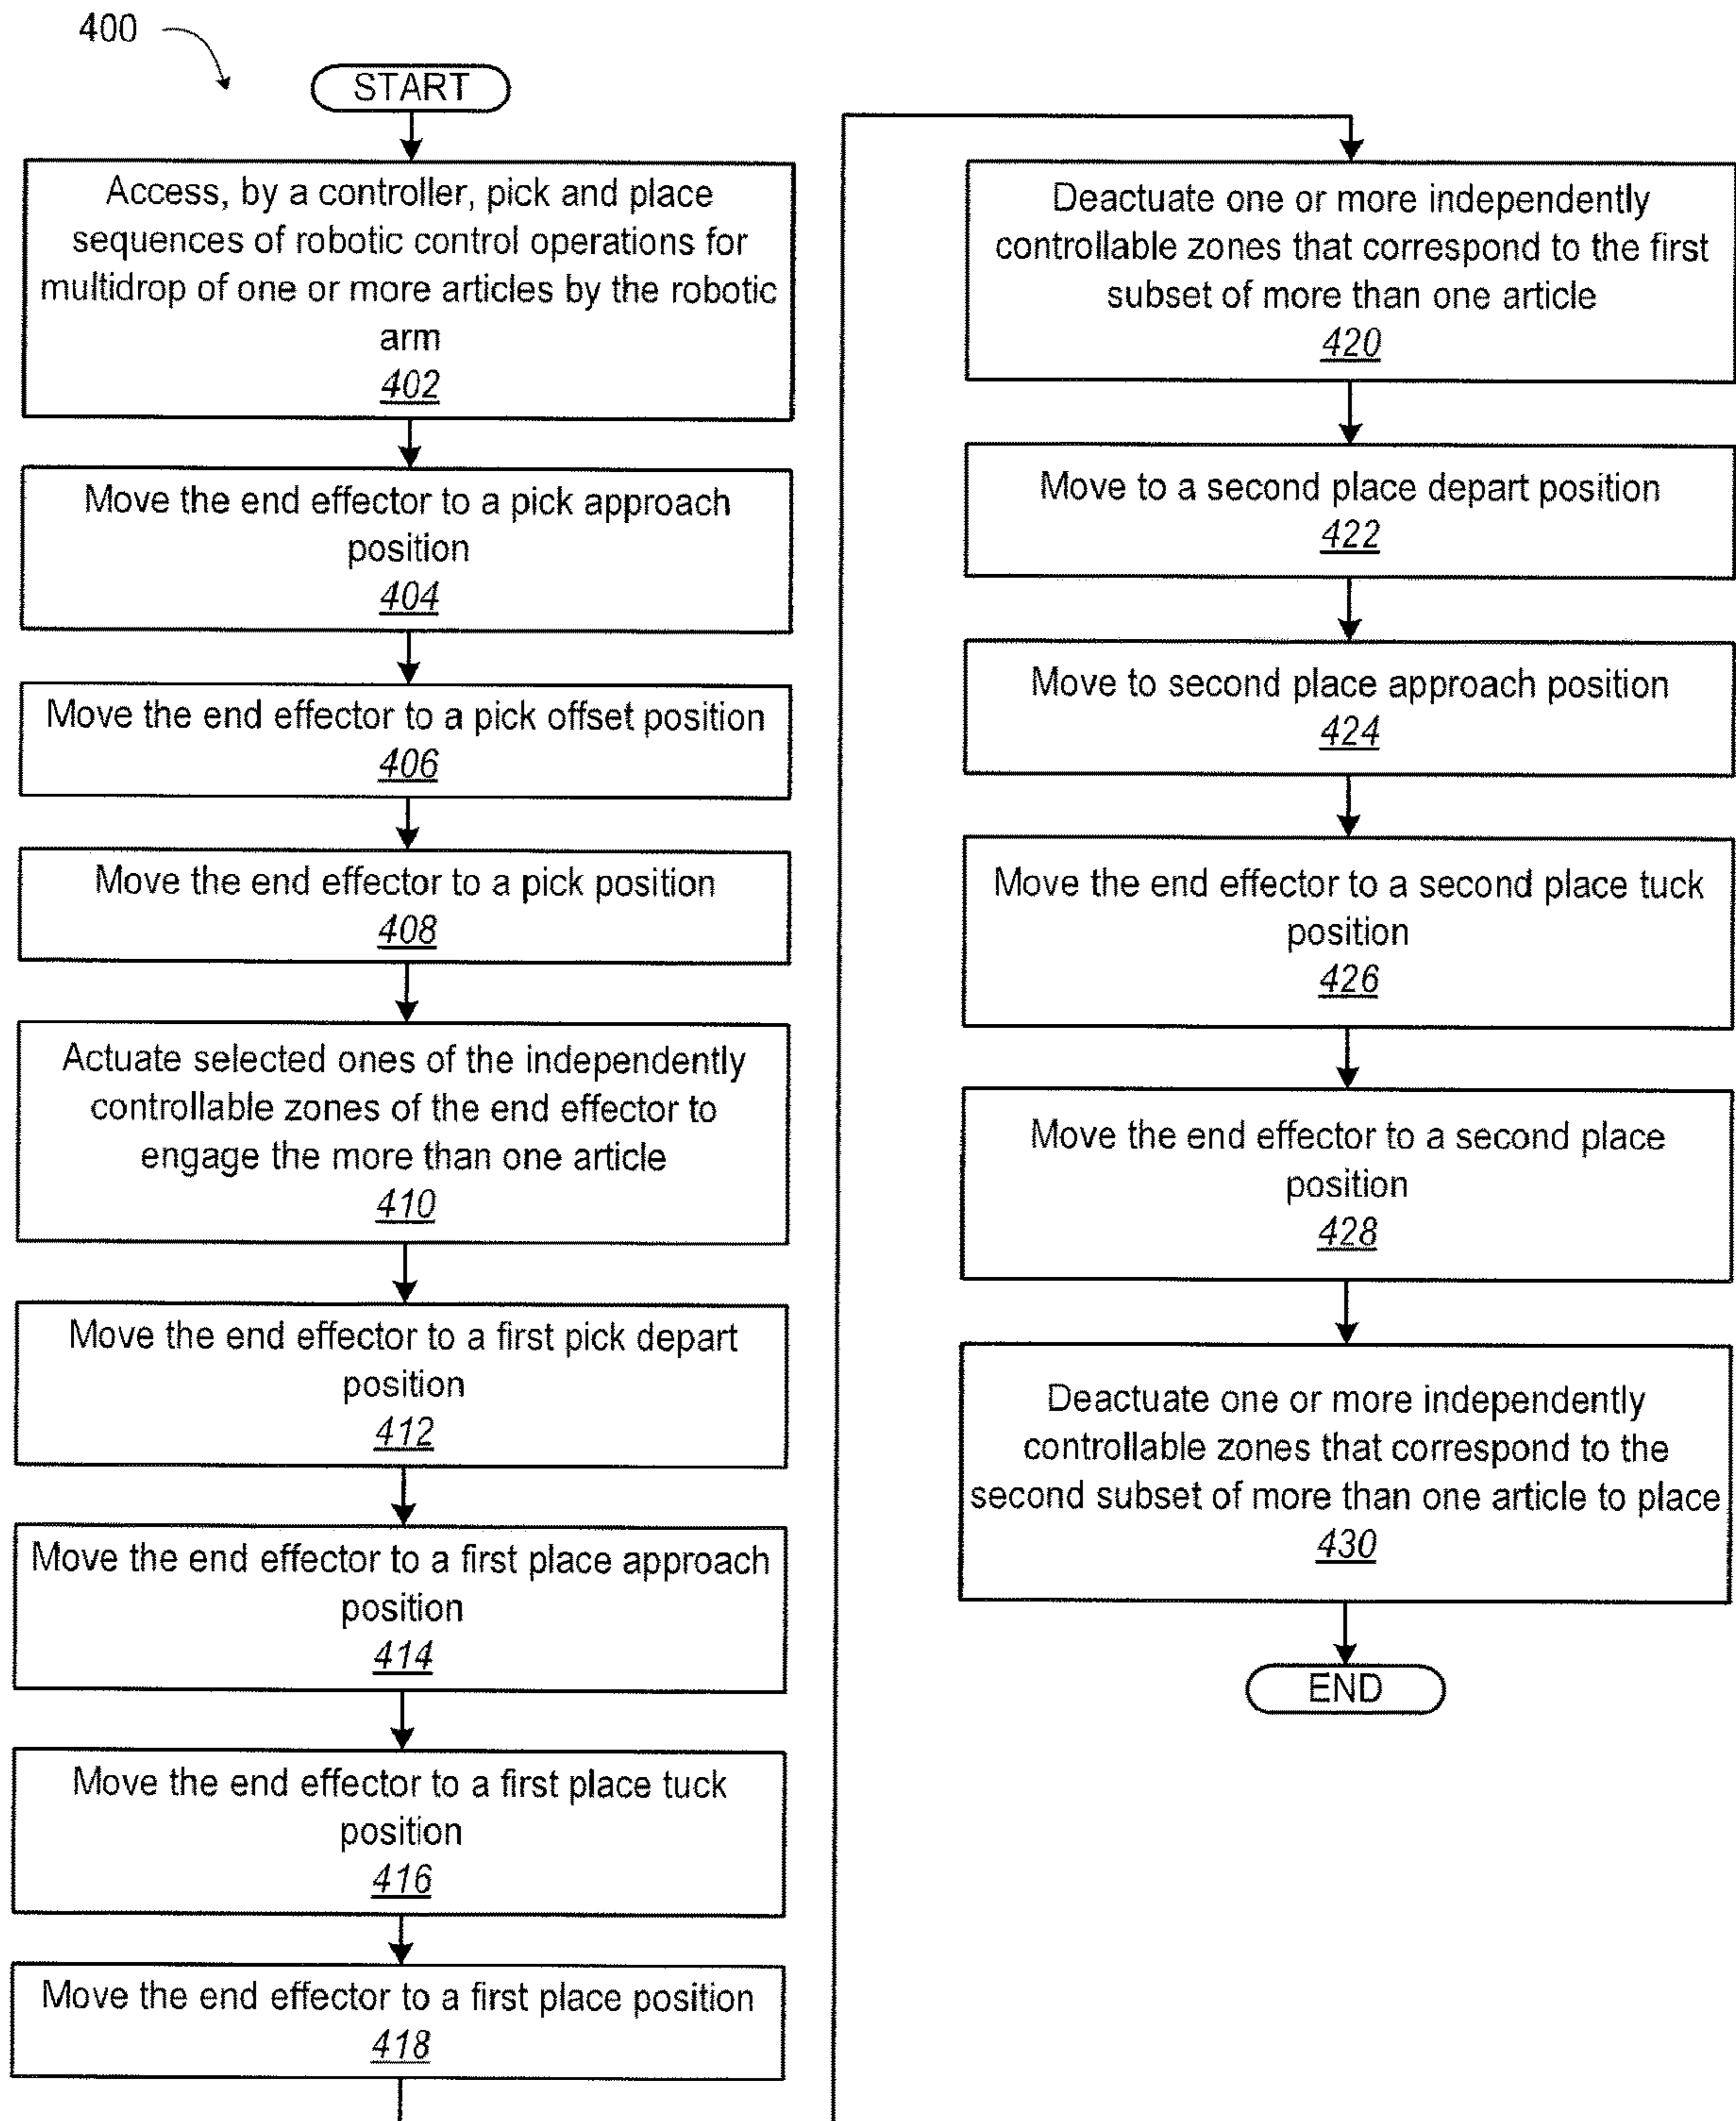 400
START
Access, by a controller, pick and place
sequences of robotic control operations for
multidrop of one or more articles by the robotic
arm
402
Move the end effector to a pick approach
position
404
Move the end effector to a pick offset position
406
Move the end effector to a pick position
408
Actuate selected ones of the independently
controllable zones of the end effector to
engage the more than one article
410
Move the end effector to a first pick depart
position
412
Move the end effector to a first place approach
position
414
Move the end effector to a first place tuck
position
416
Move the end effector to a first place position
418
Deactuate one or more independently
controllable zones that correspond to the first
subset of more than one article
420
Move to a second place depart position
422
Move to second place approach position
424
Move the end effector to a second place tuck
position
426
Move the end effector to a second place
position
428
Deactuate one or more independently
controllable zones that correspond to the
second subset of more than one article to place
430
END